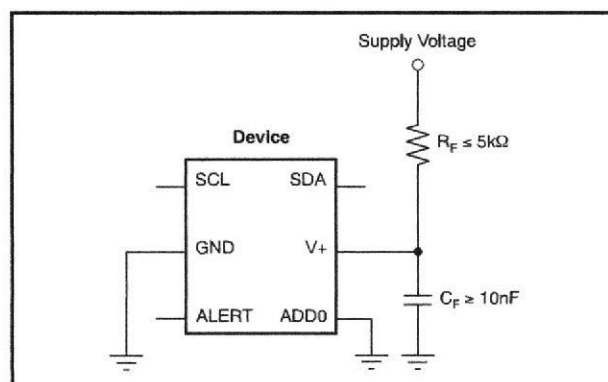 Supply Voltage
R_F ≤ 5kΩ
Device
SCL SDA
GND V+
C_F ≥ 10nF
ALERT ADD0